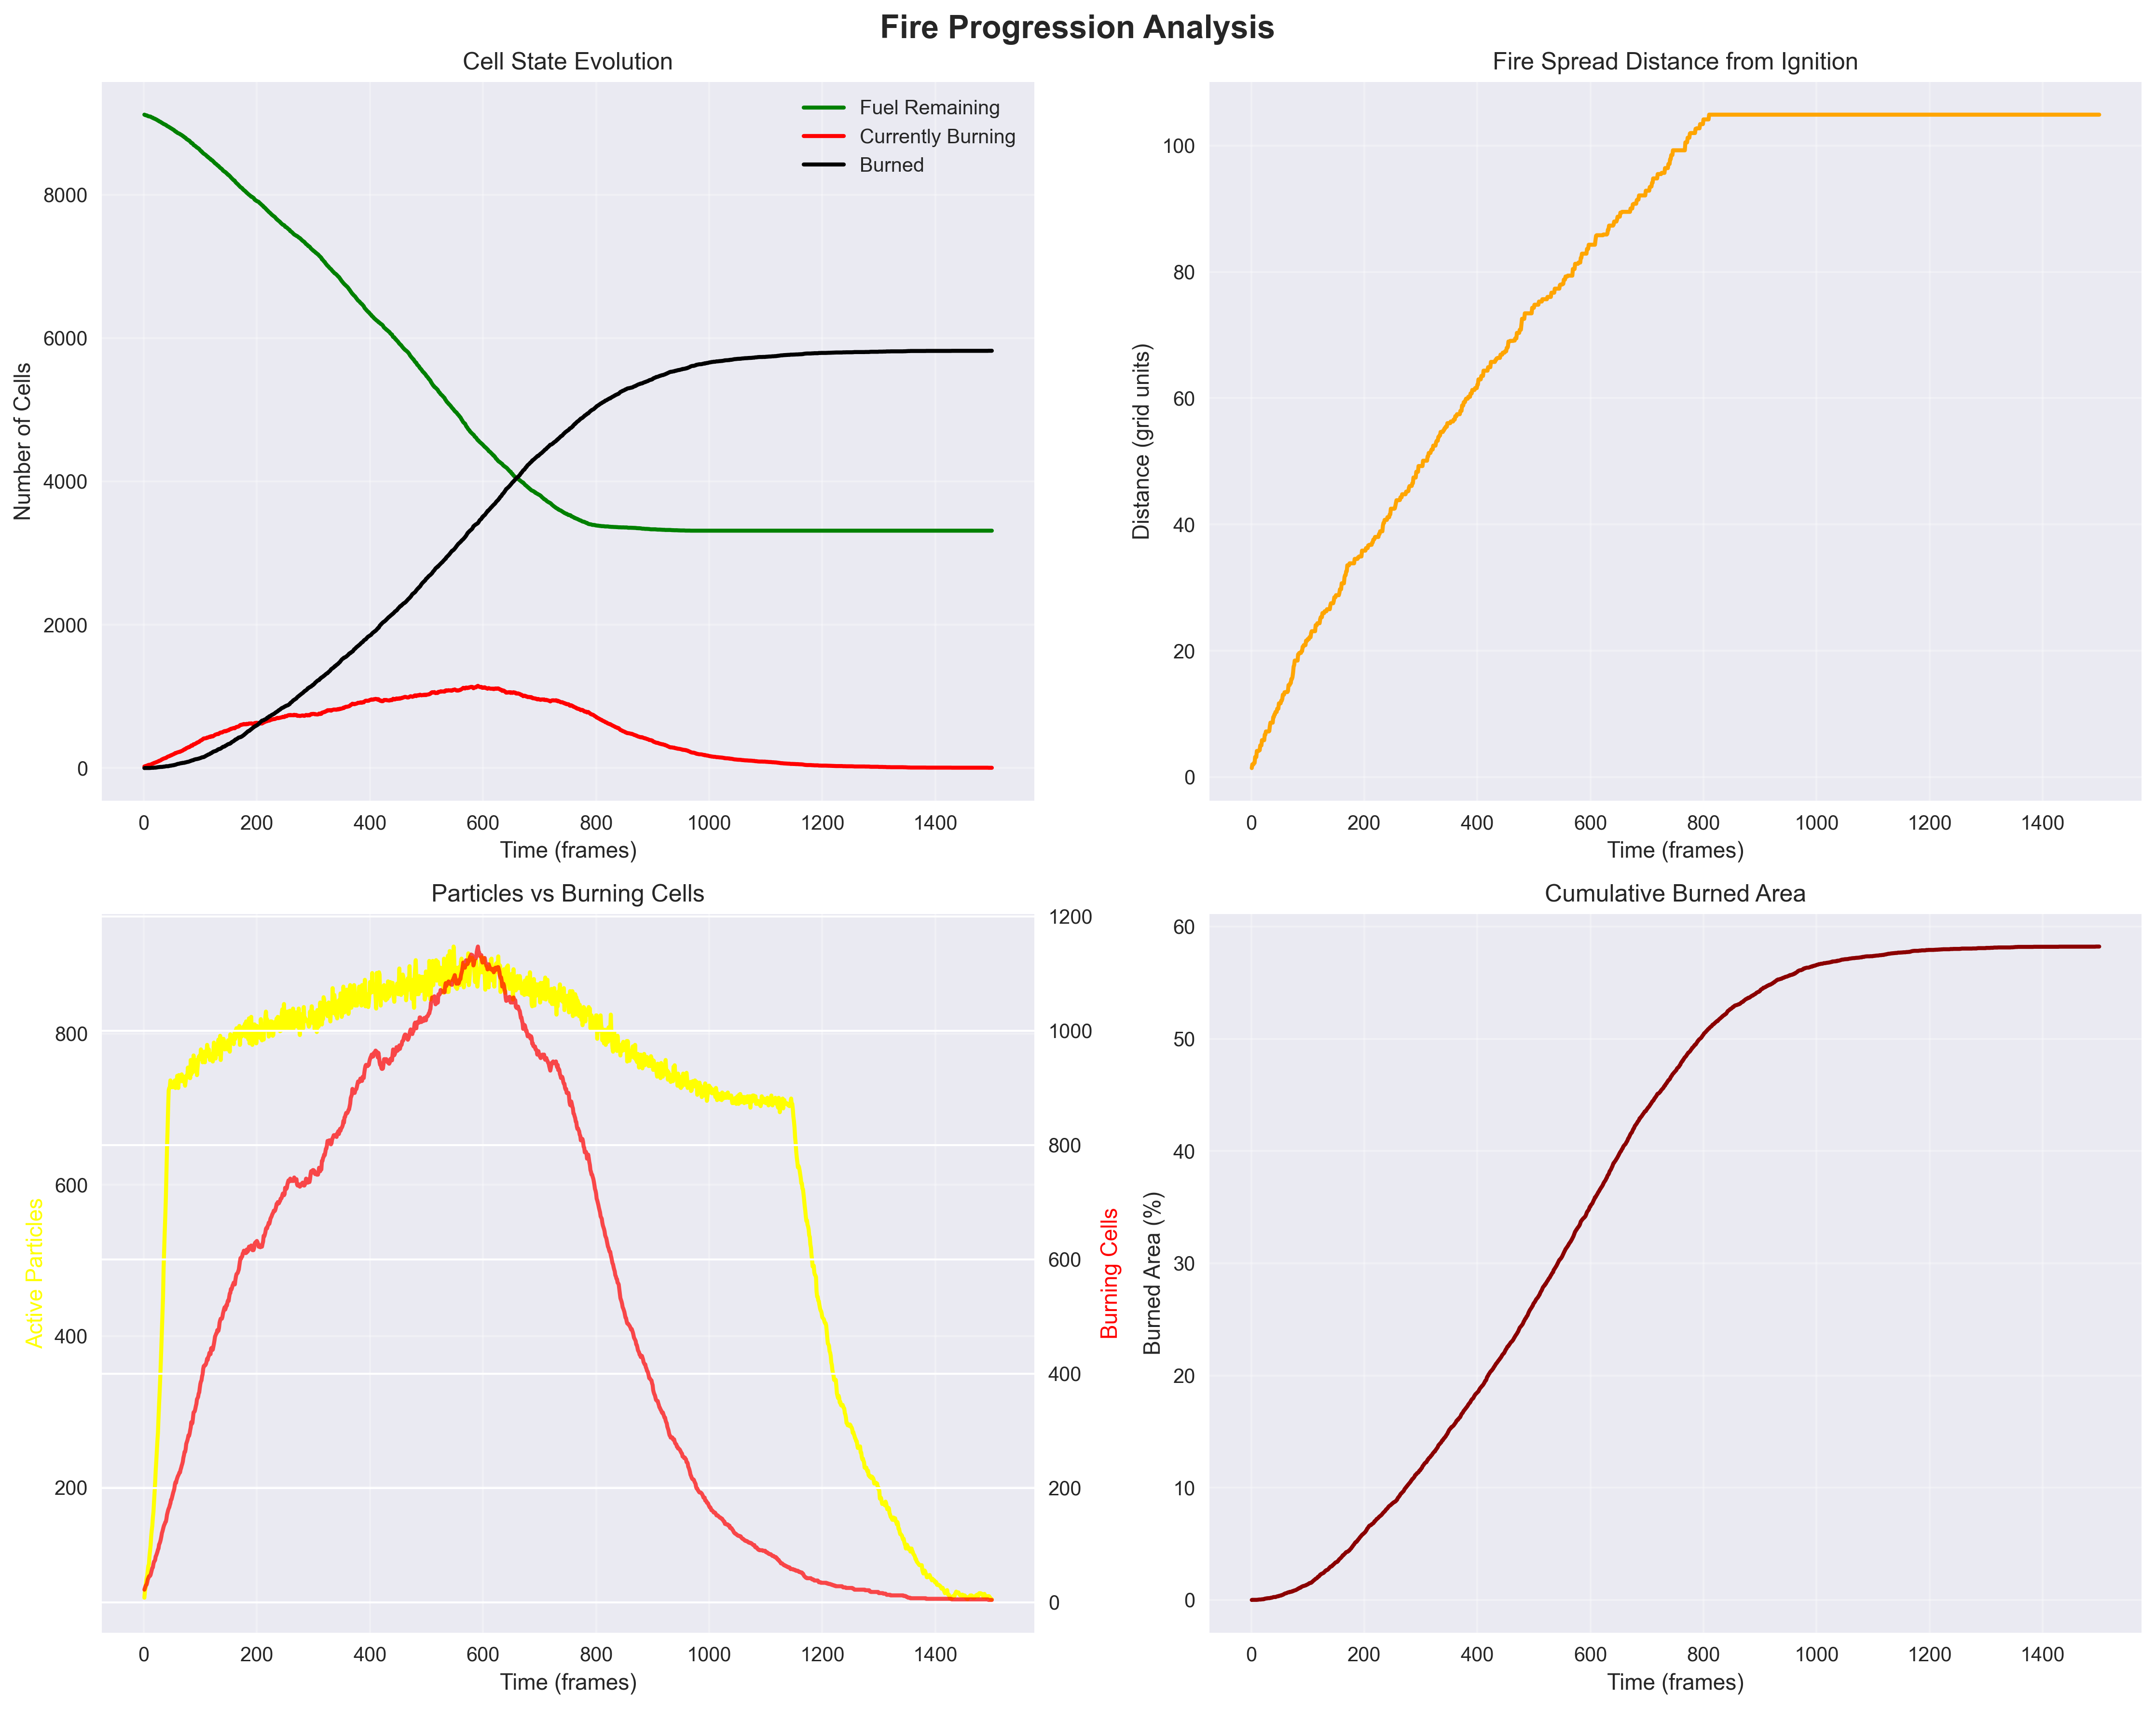 Fire Progression Analysis
Cell State Evolution
Fuel Remaining
Currently Burning
Burned
Number of Cells
8000
6000
4000
2000
0
0 200 400 600 800 1000 1200 1400
Time (frames)
Fire Spread Distance from Ignition
Distance (grid units)
100
80
60
40
20
0
0 200 400 600 800 1000 1200 1400
Time (frames)
Particles vs Burning Cells
Active Particles
800
600
400
200
1200
1000
800
600
400
200
0
Burning Cells
0 200 400 600 800 1000 1200 1400
Time (frames)
Cumulative Burned Area
Burned Area (%)
60
50
40
30
20
10
0
0 200 400 600 800 1000 1200 1400
Time (frames)